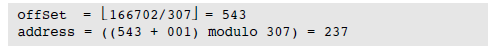 offSet = ⌊166702/307⌋ = 543
address = ((543 + 001) modulo 307) = 237